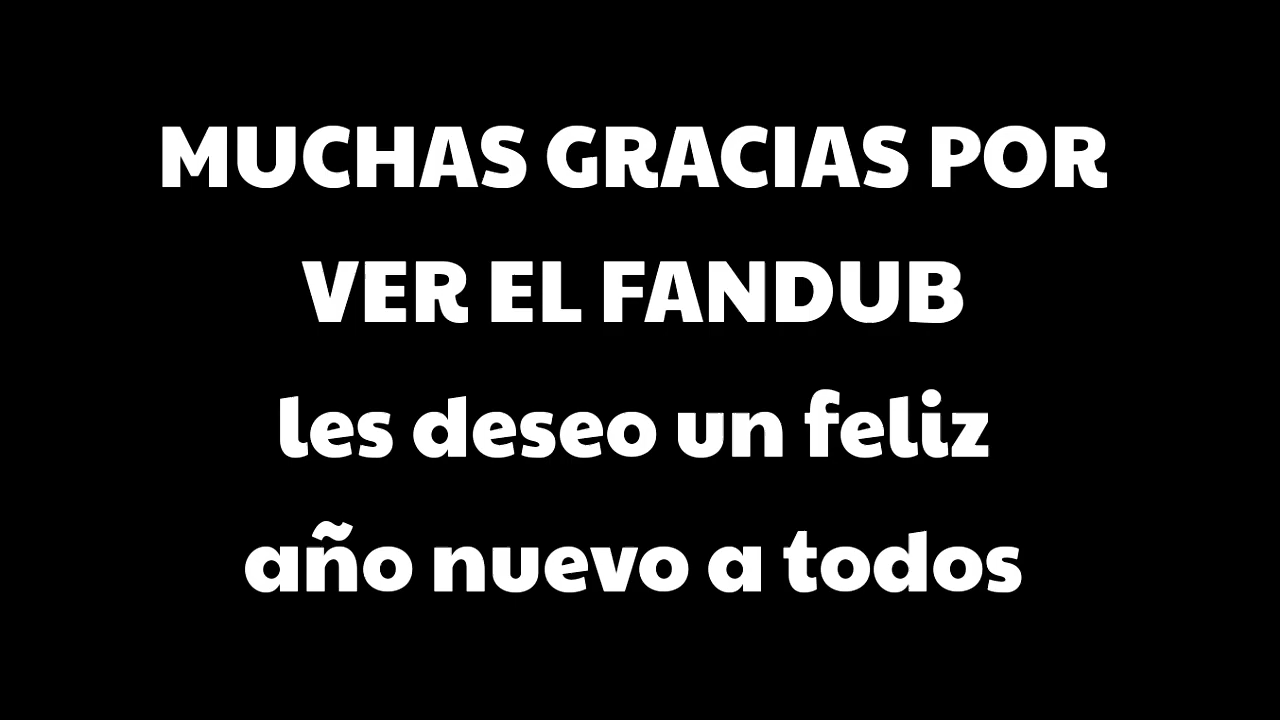 MUCHAS GRACIAS POR
VER EL FANDUB
les deseo un feliz
año nuevo a todos